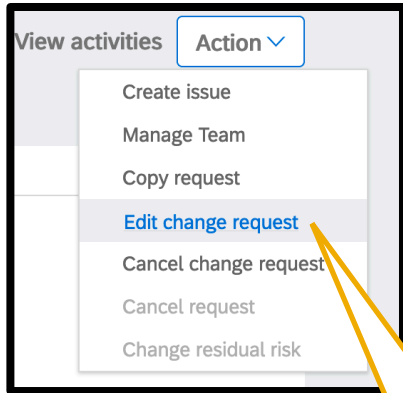 View activities Action
Create issue
Manage Team
Copy request
Edit change request
Cancel change request
Cancel request
Change residual risk